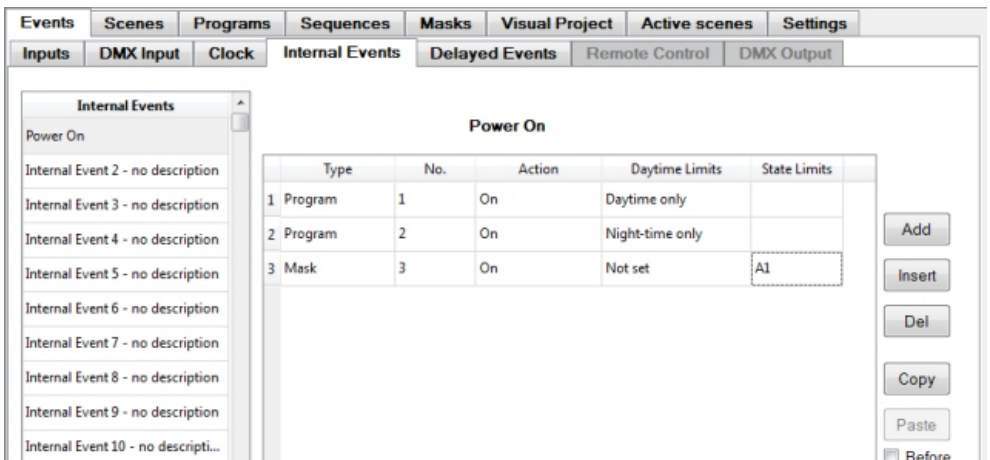 Events Scenes Programs Sequences Masks Visual Project Active scenes Settings
Inputs DMX Input Clock Internal Events Delayed Events Remote Control DMX Output
Internal Events
Power On
Internal Event 2 - no description
Internal Event 3 - no description
Internal Event 4 - no description
Internal Event 5 - no description
Internal Event 6 - no description
Internal Event 7 - no description
Internal Event 8 - no description
Internal Event 9 - no description
Internal Event 10 - no descripti...
Power On
Type No. Action Daytime Limits State Limits
1 Program 1 On Daytime only
2 Program 2 On Night-time only
3 Mask 3 On Not set A1
Add
Insert
Del
Copy
Paste
Before